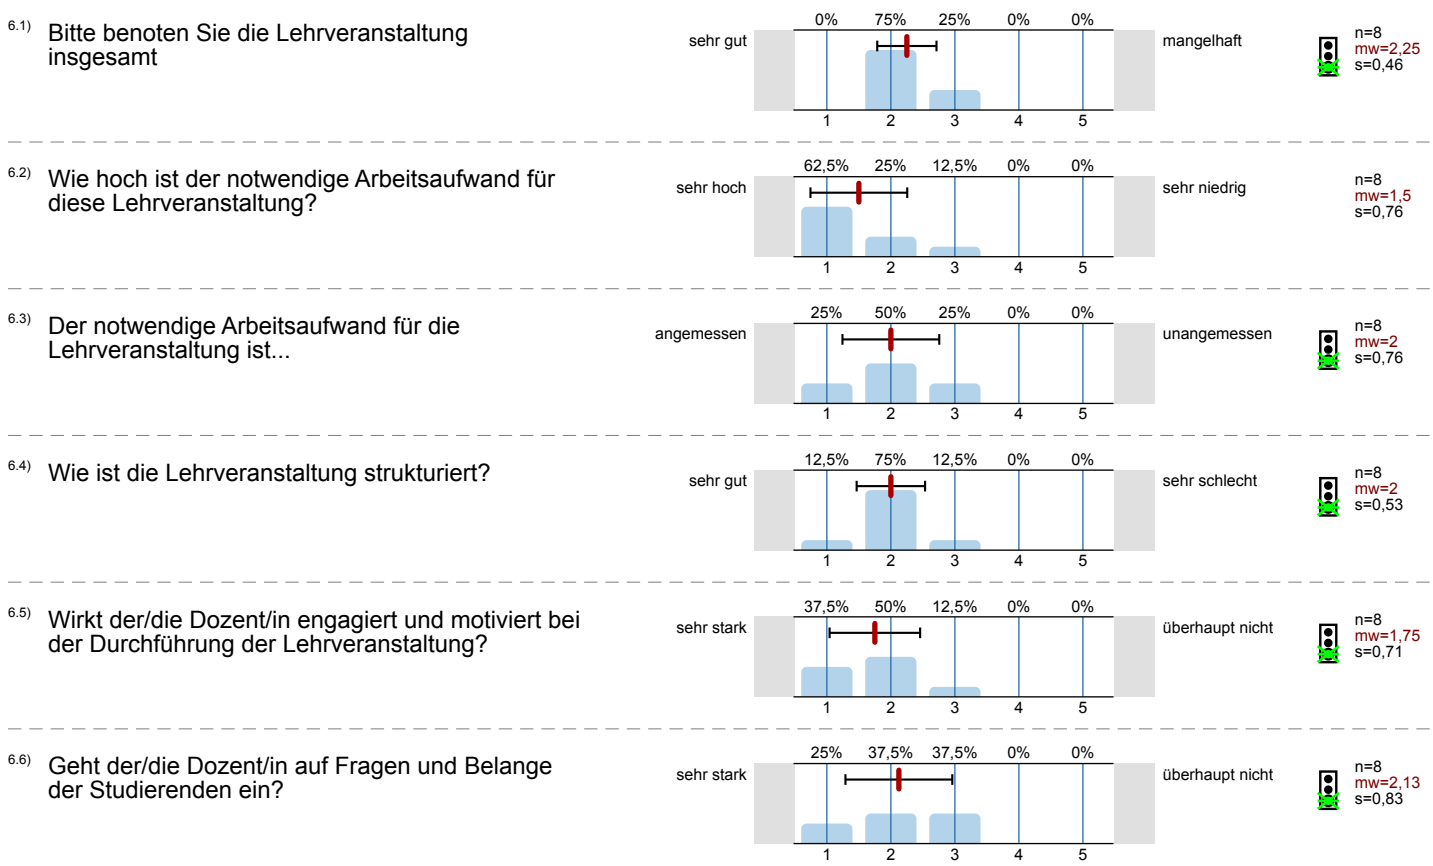 6.1) Bitte benoten Sie die Lehrveranstaltung
insgesamt
0% 75% 25% 0% 0%
sehr gut
mangelhaft
1 2 3 4 5
n=8
mw=2,25
s=0,46
6.2) Wie hoch ist der notwendige Arbeitsaufwand für
diese Lehrveranstaltung?
62,5% 25% 12,5% 0% 0%
sehr hoch
sehr niedrig
1 2 3 4 5
n=8
mw=1,5
s=0,76
6.3) Der notwendige Arbeitsaufwand für die
Lehrveranstaltung ist...
25% 50% 25% 0% 0%
angemessen
unangemessen
1 2 3 4 5
n=8
mw=2
s=0,76
6.4) Wie ist die Lehrveranstaltung strukturiert?
12,5% 75% 12,5% 0% 0%
sehr gut
sehr schlecht
1 2 3 4 5
n=8
mw=2
s=0,53
6.5) Wirkt der/die Dozent/in engagiert und motiviert bei
der Durchführung der Lehrveranstaltung?
37,5% 50% 12,5% 0% 0%
sehr stark
überhaupt nicht
1 2 3 4 5
n=8
mw=1,75
s=0,71
6.6) Geht der/die Dozent/in auf Fragen und Belange
der Studierenden ein?
25% 37,5% 37,5% 0% 0%
sehr stark
überhaupt nicht
1 2 3 4 5
n=8
mw=2,13
s=0,83